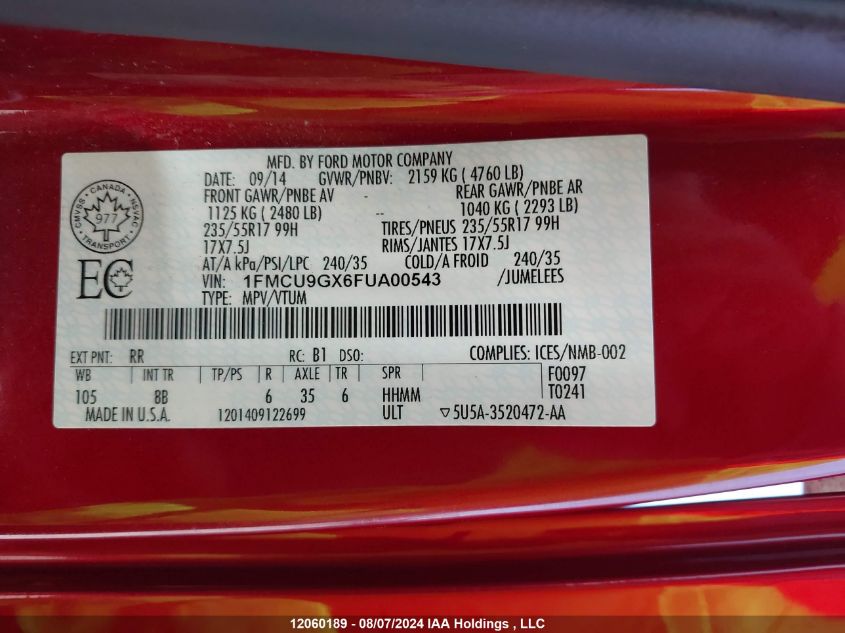 MFD. BY FORD MOTOR COMPANY
DATE: 09/14 GVWR/PNBV: 2159 KG ( 4760 LB)
FRONT GAWR/PNBE AV REAR GAWR/PNBE AR
1125 KG ( 2480 LB) -- 1040 KG ( 2293 LB)
235/55R17 99H TIRES/PNEUS 235/55R17 99H
17X7.5J RIMS/JANTES 17X7.5J
AT/A kPa/PSI/LPC 240/35 COLD/A FROID 240/35
VIN: 1FMCU9GX6FUA00543 /JUMELEES
TYPE: MPV/VTUM
CMVSS - CANADA - NSVAC
977
TRANSPORT
EC
EXT PNT: RR RC: B1 DSO: COMPLIES: ICES/NMB-002
WB INT TR TP/PS R AXLE TR SPR F0097
105 8B 6 35 6 HHMM T0241
MADE IN U.S.A. 1201409122699 ULT ▽5U5A-3520472-AA
12060189 - 08/07/2024 IAA Holdings , LLC